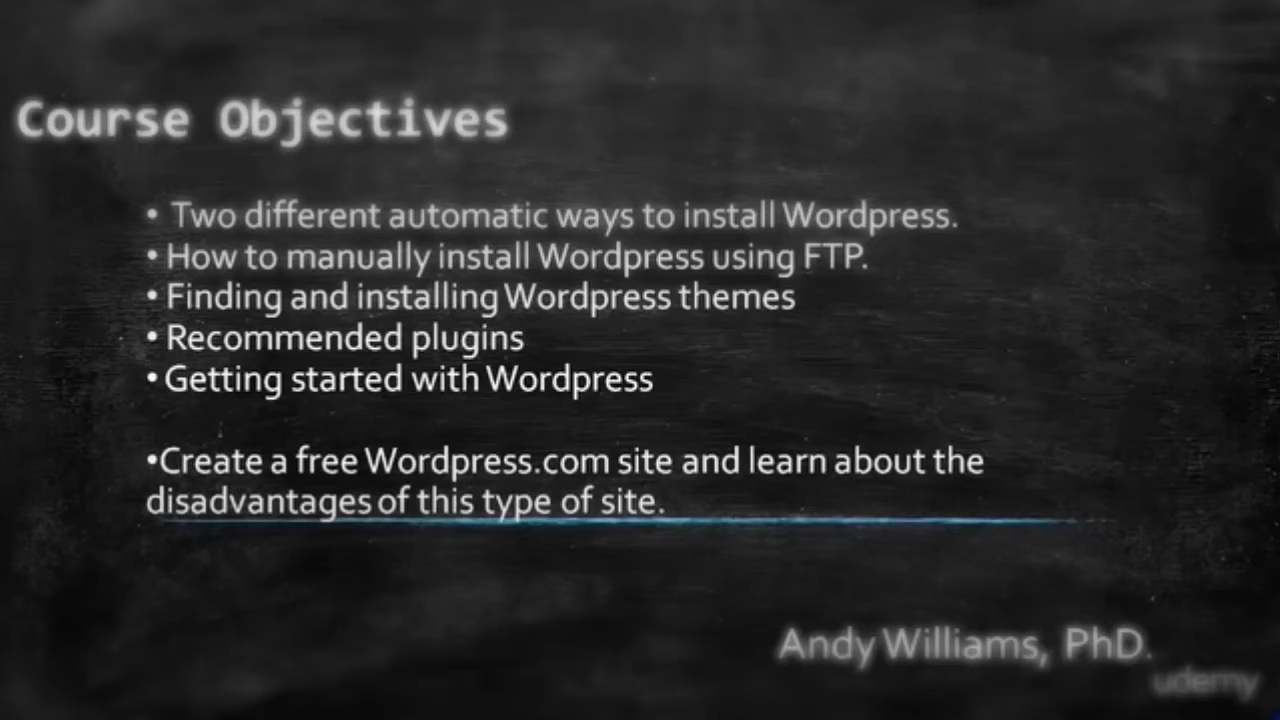 Course Objectives
• Two different automatic ways to install Wordpress.
• How to manually install Wordpress using FTP.
• Finding and installing Wordpress themes
• Recommended plugins
• Getting started with Wordpress
•Create a free Wordpress.com site and learn about the
disadvantages of this type of site.
Andy Williams, PhD.
udemy